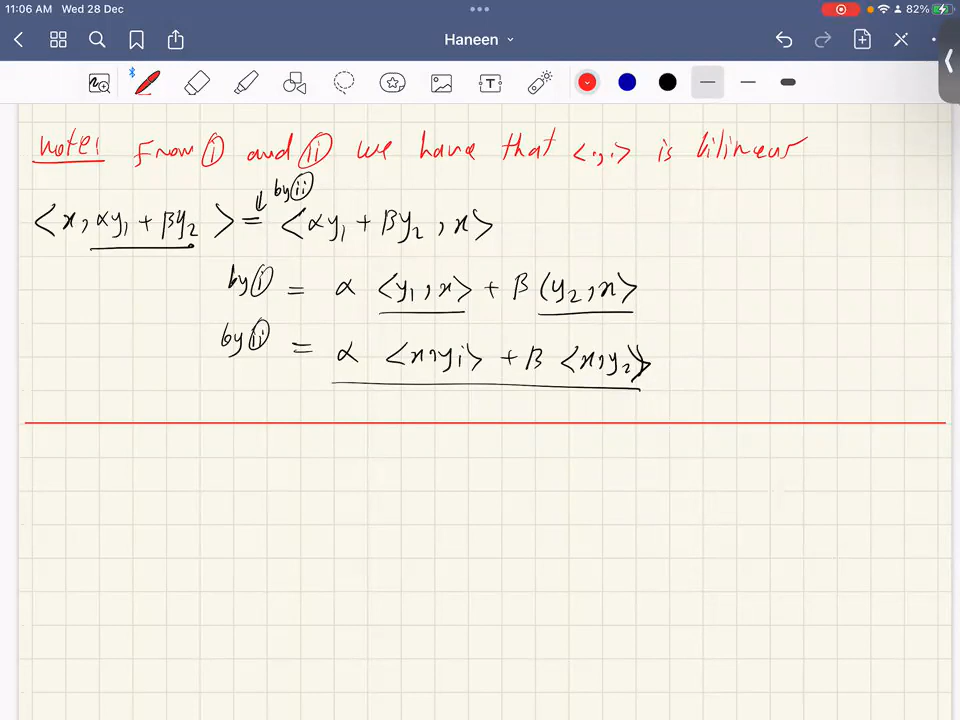 11:06 AM Wed 28 Dec
82%
Haneen
note: From (i) and (ii) we have that <·,·> is bilinear
by (ii)
<x, αy₁ + βy₂> = <αy₁ + βy₂, x>
by (i) = α <y₁, x> + β (y₂, x>
by (ii) = α <x, y₁> + β <x, y₂>